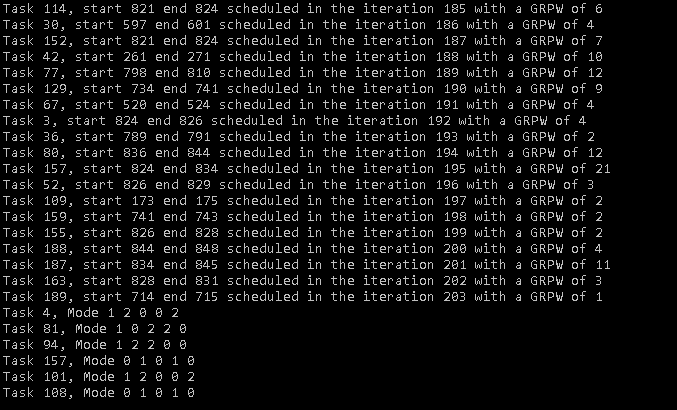 Task 114, start 821 end 824 scheduled in the iteration 185 with a GRPW of 6
Task 30, start 597 end 601 scheduled in the iteration 186 with a GRPW of 4
Task 152, start 821 end 824 scheduled in the iteration 187 with a GRPW of 7
Task 42, start 261 end 271 scheduled in the iteration 188 with a GRPW of 10
Task 77, start 798 end 810 scheduled in the iteration 189 with a GRPW of 12
Task 129, start 734 end 741 scheduled in the iteration 190 with a GRPW of 9
Task 67, start 520 end 524 scheduled in the iteration 191 with a GRPW of 4
Task 3, start 824 end 826 scheduled in the iteration 192 with a GRPW of 4
Task 36, start 789 end 791 scheduled in the iteration 193 with a GRPW of 2
Task 80, start 836 end 844 scheduled in the iteration 194 with a GRPW of 12
Task 157, start 824 end 834 scheduled in the iteration 195 with a GRPW of 21
Task 52, start 826 end 829 scheduled in the iteration 196 with a GRPW of 3
Task 109, start 173 end 175 scheduled in the iteration 197 with a GRPW of 2
Task 159, start 741 end 743 scheduled in the iteration 198 with a GRPW of 2
Task 155, start 826 end 828 scheduled in the iteration 199 with a GRPW of 2
Task 188, start 844 end 848 scheduled in the iteration 200 with a GRPW of 4
Task 187, start 834 end 845 scheduled in the iteration 201 with a GRPW of 11
Task 163, start 828 end 831 scheduled in the iteration 202 with a GRPW of 3
Task 189, start 714 end 715 scheduled in the iteration 203 with a GRPW of 1
Task 4, Mode 1 2 0 0 2
Task 81, Mode 1 0 2 2 0
Task 94, Mode 1 2 2 0 0
Task 157, Mode 0 1 0 1 0
Task 101, Mode 1 2 0 0 2
Task 108, Mode 0 1 0 1 0